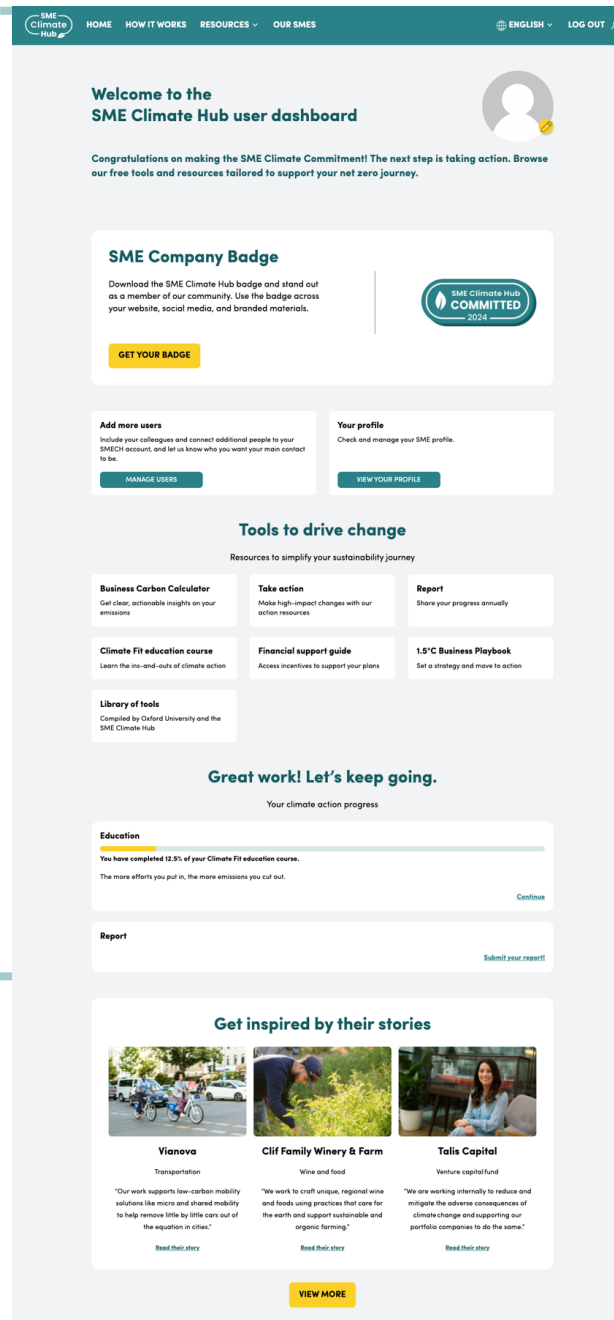 SME
Climate
Hub
HOME HOW IT WORKS RESOURCES OUR SMES ENGLISH LOG OUT
Welcome to the
SME Climate Hub user dashboard
Congratulations on making the SME Climate Commitment! The next step is taking action. Browse
our free tools and resources tailored to support your net zero journey.
SME Company Badge
Download the SME Climate Hub badge and stand out
as a member of our community. Use the badge across
your website, social media, and branded materials.
GET YOUR BADGE
SME Climate Hub
COMMITTED
2024
Add more users
Include your colleagues and connect additional people to your
SMECH account, and let us know who you want your main contact
to be.
MANAGE USERS
Your profile
Check and manage your SME profile.
VIEW YOUR PROFILE
Tools to drive change
Resources to simplify your sustainability journey
Business Carbon Calculator
Get clear, actionable insights on your
emissions
Take action
Make high-impact changes with our
action resources
Report
Share your progress annually
Climate Fit education course
Learn the ins-and-outs of climate action
Financial support guide
Access incentives to support your plans
1.5°C Business Playbook
Set a strategy and move to action
Library of tools
Compiled by Oxford University and the
SME Climate Hub
Great work! Let's keep going.
Your climate action progress
Education
You have completed 12.5% of your Climate Fit education course.
The more efforts you put in, the more emissions you cut out.
Continue
Report
Submit your report!
Get inspired by their stories
Vianova
Transportation
"Our work supports low-carbon mobility
solutions like micro and shared mobility
to help remove little by little cars out of
the equation in cities."
Read their story
Clif Family Winery & Farm
Wine and food
"We work to craft unique, regional wine
and foods using practices that care for
the earth and support sustainable and
organic farming."
Read their story
Talis Capital
Venture capital fund
"We are working internally to reduce and
mitigate the adverse consequences of
climate change and supporting our
portfolio companies to do the same."
Read their story
VIEW MORE